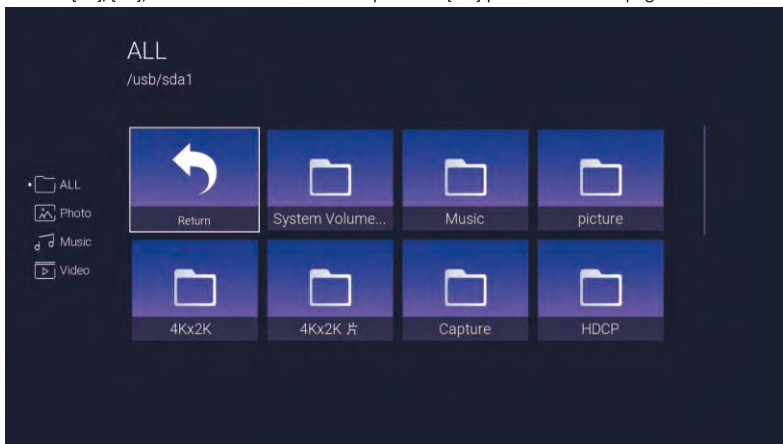 ALL
/usb/sda1
ALL
Photo
Music
Video
Return
System Volume...
Music
picture
4Kx2K
4Kx2K 片
Capture
HDCP